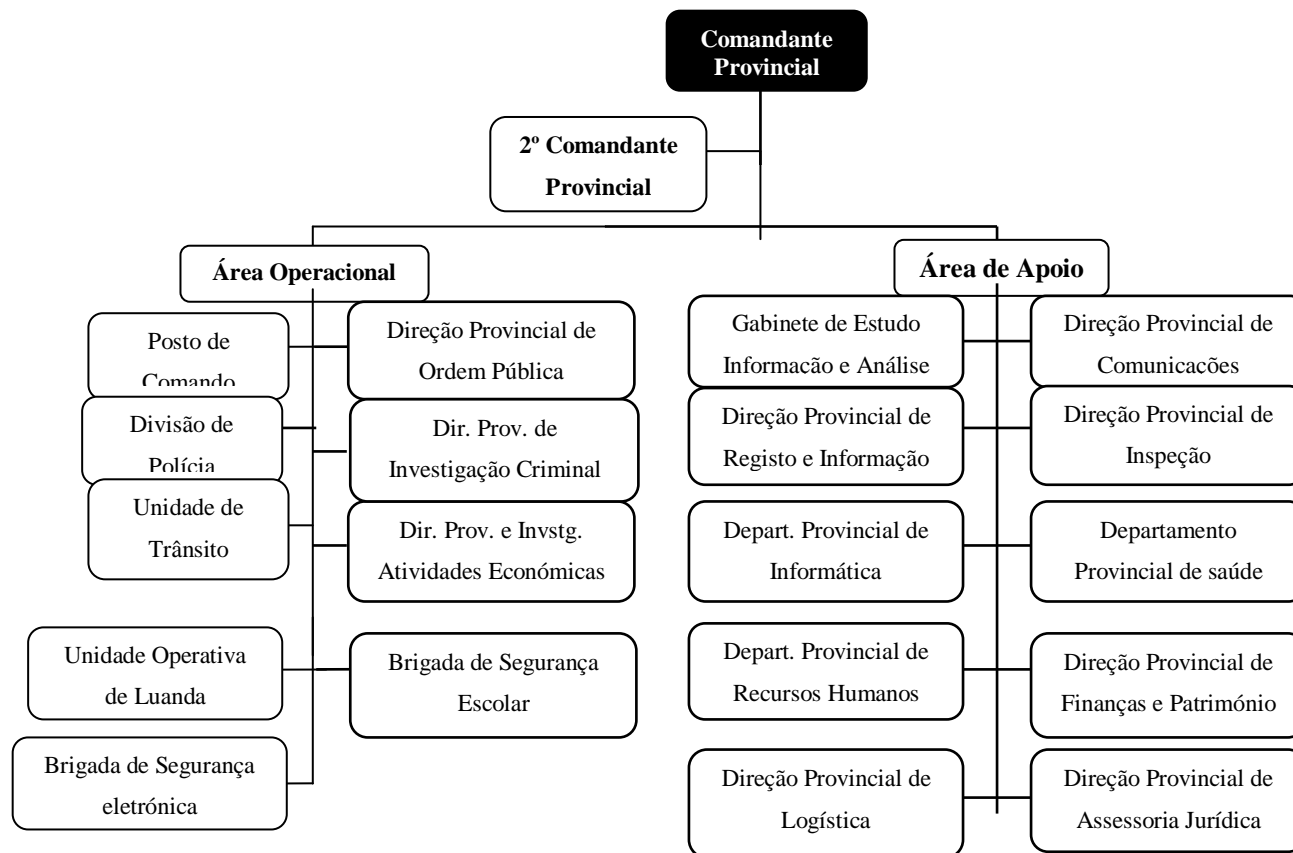 Comandante
Provincial
2º Comandante
Provincial
Área Operacional
Área de Apoio
Posto de
Comando
Direção Provincial de
Ordem Pública
Divisão de
Polícia
Dir. Prov. de
Investigação Criminal
Unidade de
Trânsito
Dir. Prov. e Invstg.
Atividades Económicas
Unidade Operativa
de Luanda
Brigada de Segurança
Escolar
Brigada de Segurança
eletrónica
Gabinete de Estudo
Informacão e Análise
Direção Provincial de
Comunicacões
Direção Provincial de
Registo e Informação
Direção Provincial de
Inspeção
Depart. Provincial de
Informática
Departamento
Provincial de saúde
Depart. Provincial de
Recursos Humanos
Direção Provincial de
Finanças e Património
Direção Provincial de
Logística
Direção Provincial de
Assessoria Jurídica